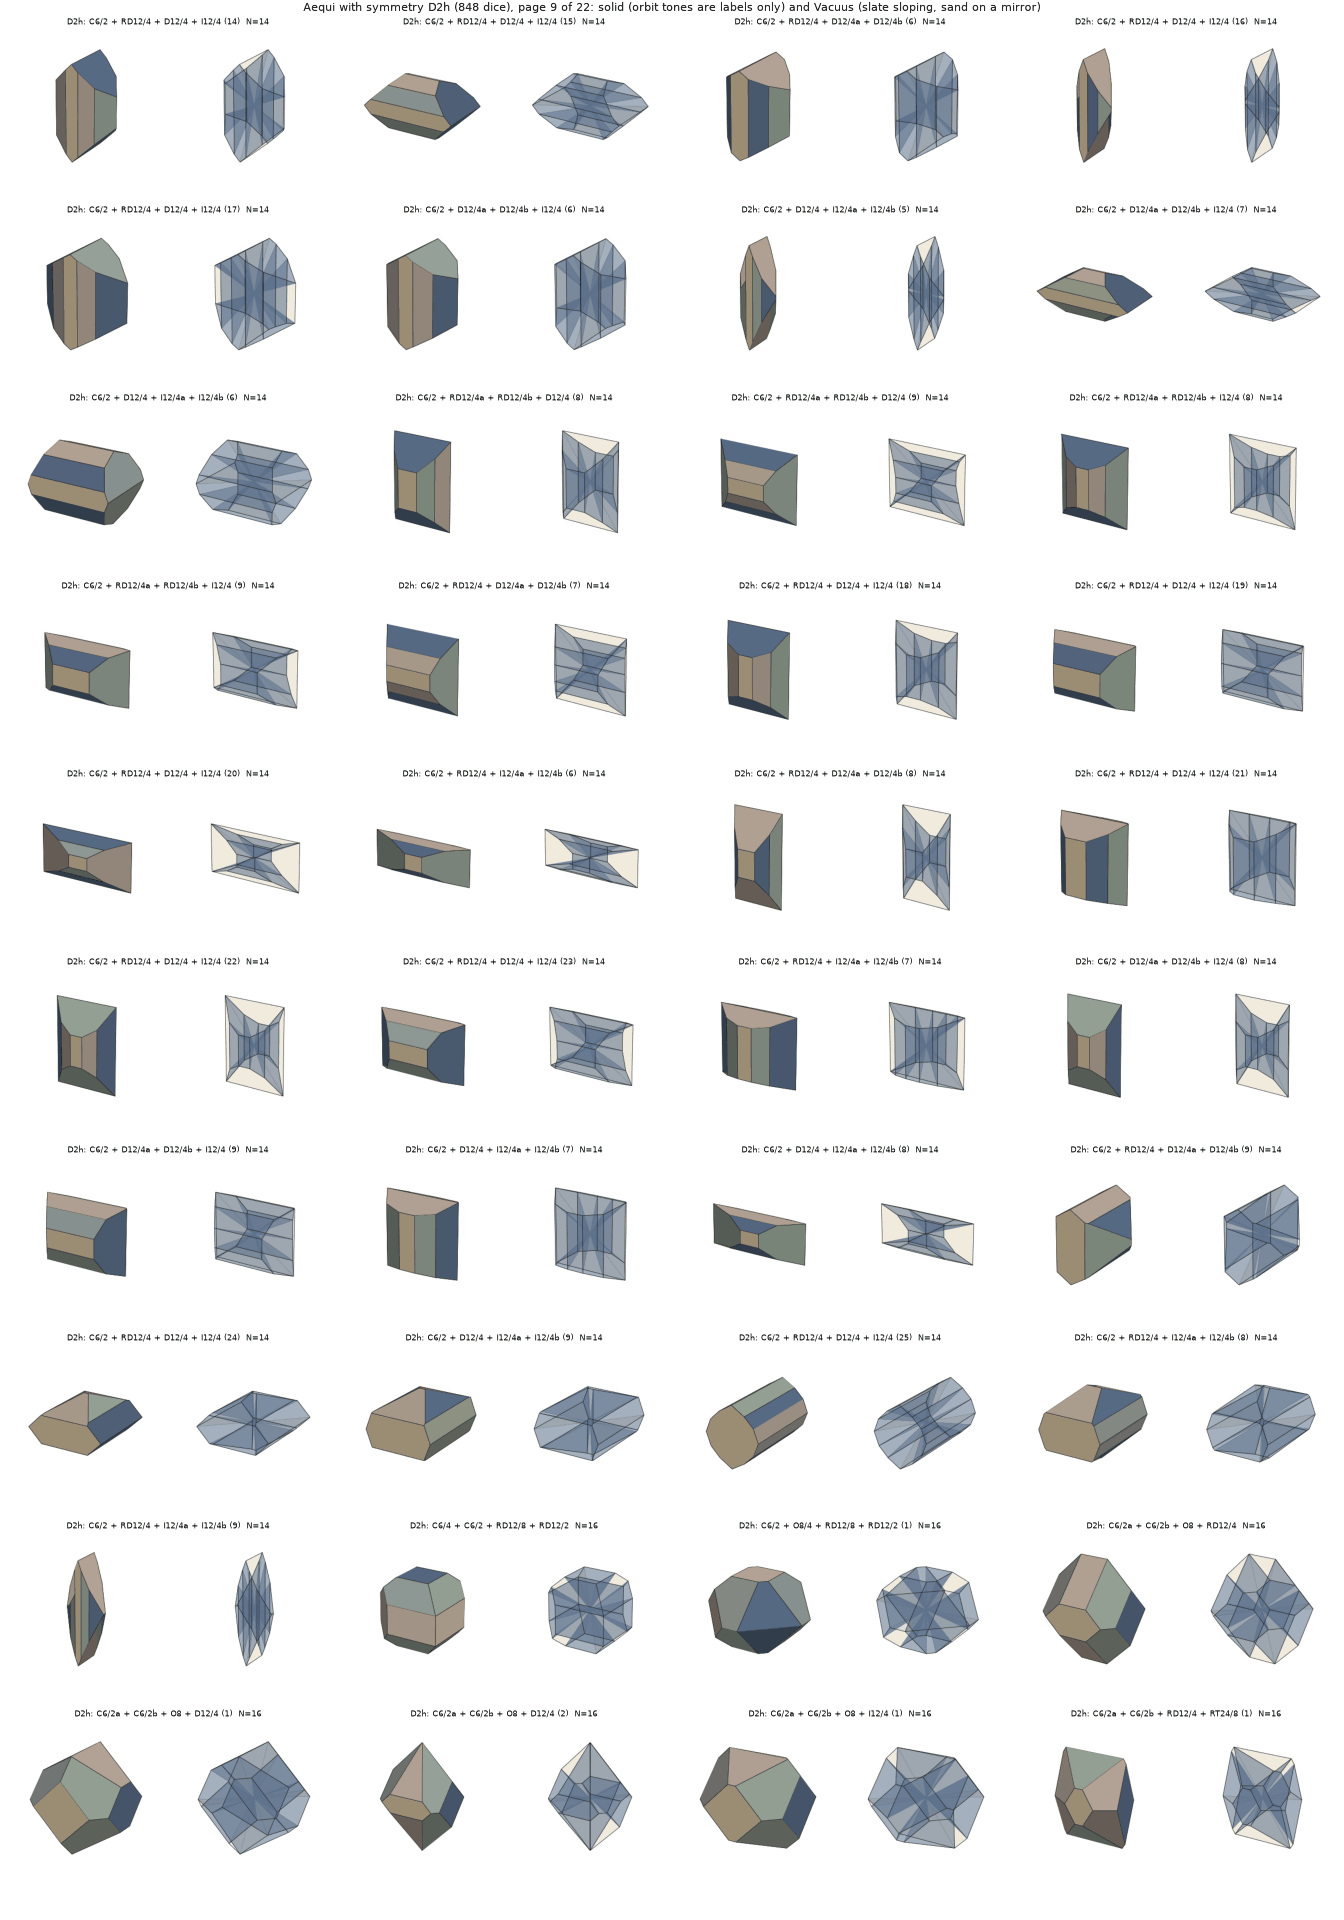 Aequi with symmetry D2h (848 dice), page 9 of 22: solid (orbit tones are labels only) and Vacuus (slate sloping, sand on a mirror)
D2h: C6/2 + RD12/4 + D12/4 + I12/4 (14)  N=14
D2h: C6/2 + RD12/4 + D12/4 + I12/4 (15)  N=14
D2h: C6/2 + RD12/4 + D12/4a + D12/4b (6)  N=14
D2h: C6/2 + RD12/4 + D12/4 + I12/4 (16)  N=14
D2h: C6/2 + RD12/4 + D12/4 + I12/4 (17)  N=14
D2h: C6/2 + D12/4a + D12/4b + I12/4 (6)  N=14
D2h: C6/2 + D12/4 + I12/4a + I12/4b (5)  N=14
D2h: C6/2 + D12/4a + D12/4b + I12/4 (7)  N=14
D2h: C6/2 + D12/4 + I12/4a + I12/4b (6)  N=14
D2h: C6/2 + RD12/4a + RD12/4b + D12/4 (8)  N=14
D2h: C6/2 + RD12/4a + RD12/4b + D12/4 (9)  N=14
D2h: C6/2 + RD12/4a + RD12/4b + I12/4 (8)  N=14
D2h: C6/2 + RD12/4a + RD12/4b + I12/4 (9)  N=14
D2h: C6/2 + RD12/4 + D12/4a + D12/4b (7)  N=14
D2h: C6/2 + RD12/4 + D12/4 + I12/4 (18)  N=14
D2h: C6/2 + RD12/4 + D12/4 + I12/4 (19)  N=14
D2h: C6/2 + RD12/4 + D12/4 + I12/4 (20)  N=14
D2h: C6/2 + RD12/4 + I12/4a + I12/4b (6)  N=14
D2h: C6/2 + RD12/4 + D12/4a + D12/4b (8)  N=14
D2h: C6/2 + RD12/4 + D12/4 + I12/4 (21)  N=14
D2h: C6/2 + RD12/4 + D12/4 + I12/4 (22)  N=14
D2h: C6/2 + RD12/4 + D12/4 + I12/4 (23)  N=14
D2h: C6/2 + RD12/4 + I12/4a + I12/4b (7)  N=14
D2h: C6/2 + D12/4a + D12/4b + I12/4 (8)  N=14
D2h: C6/2 + D12/4a + D12/4b + I12/4 (9)  N=14
D2h: C6/2 + D12/4 + I12/4a + I12/4b (7)  N=14
D2h: C6/2 + D12/4 + I12/4a + I12/4b (8)  N=14
D2h: C6/2 + RD12/4 + D12/4a + D12/4b (9)  N=14
D2h: C6/2 + RD12/4 + D12/4 + I12/4 (24)  N=14
D2h: C6/2 + D12/4 + I12/4a + I12/4b (9)  N=14
D2h: C6/2 + RD12/4 + D12/4 + I12/4 (25)  N=14
D2h: C6/2 + RD12/4 + I12/4a + I12/4b (8)  N=14
D2h: C6/2 + RD12/4 + I12/4a + I12/4b (9)  N=14
D2h: C6/4 + C6/2 + RD12/8 + RD12/2  N=16
D2h: C6/2 + O8/4 + RD12/8 + RD12/2 (1)  N=16
D2h: C6/2a + C6/2b + O8 + RD12/4  N=16
D2h: C6/2a + C6/2b + O8 + D12/4 (1)  N=16
D2h: C6/2a + C6/2b + O8 + D12/4 (2)  N=16
D2h: C6/2a + C6/2b + O8 + I12/4 (1)  N=16
D2h: C6/2a + C6/2b + RD12/4 + RT24/8 (1)  N=16